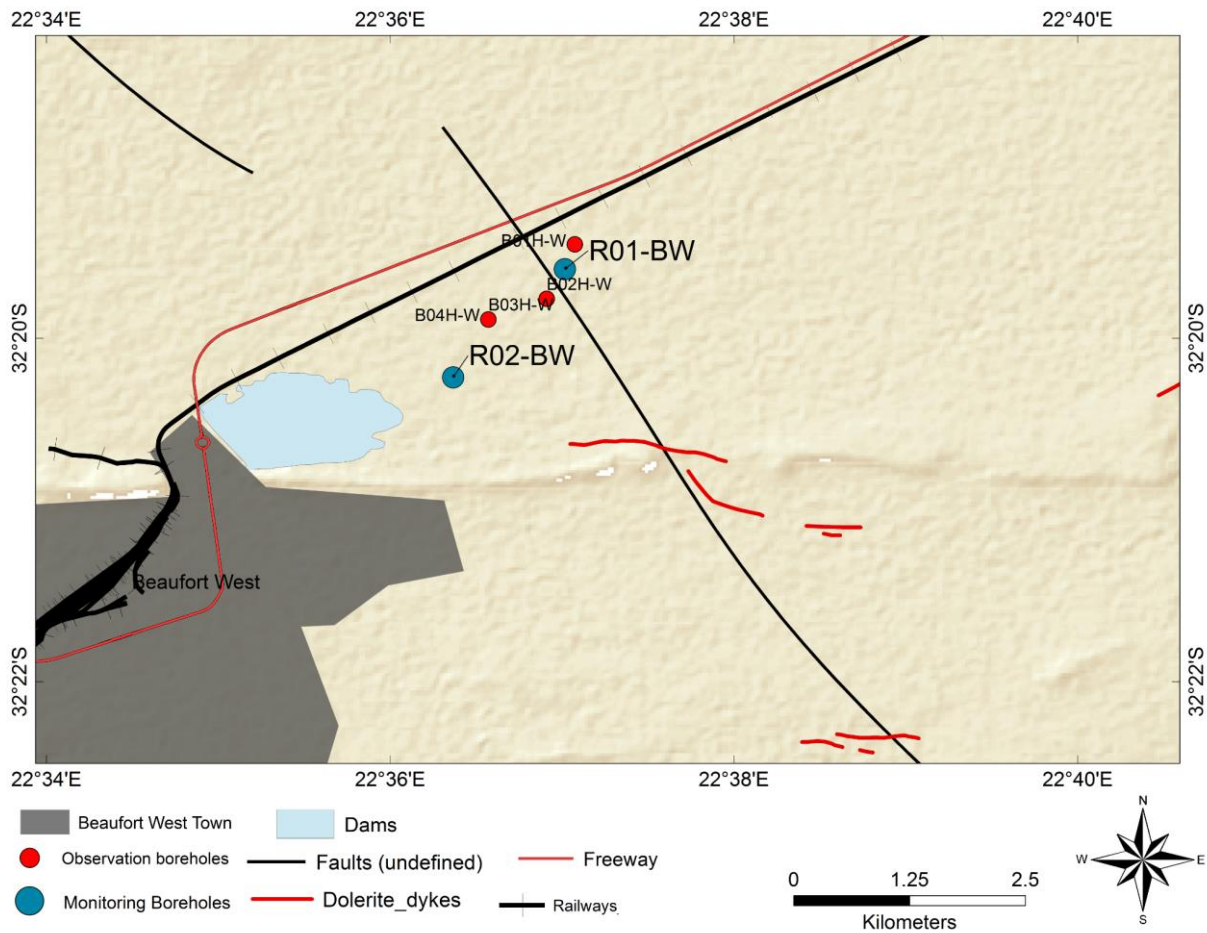 22°34'E 22°36'E 22°38'E 22°40'E
B01H-W
R01-BW
B02H-W
B03H-W
B04H-W
R02-BW
32°20'S 32°20'S
Beaufort West
32°22'S 32°22'S
22°34'E 22°36'E 22°38'E 22°40'E
Beaufort West Town Dams
Observation boreholes Faults (undefined) Freeway
Monitoring Boreholes Dolerite_dykes Railways
0 1.25 2.5
Kilometers
N
W E
S